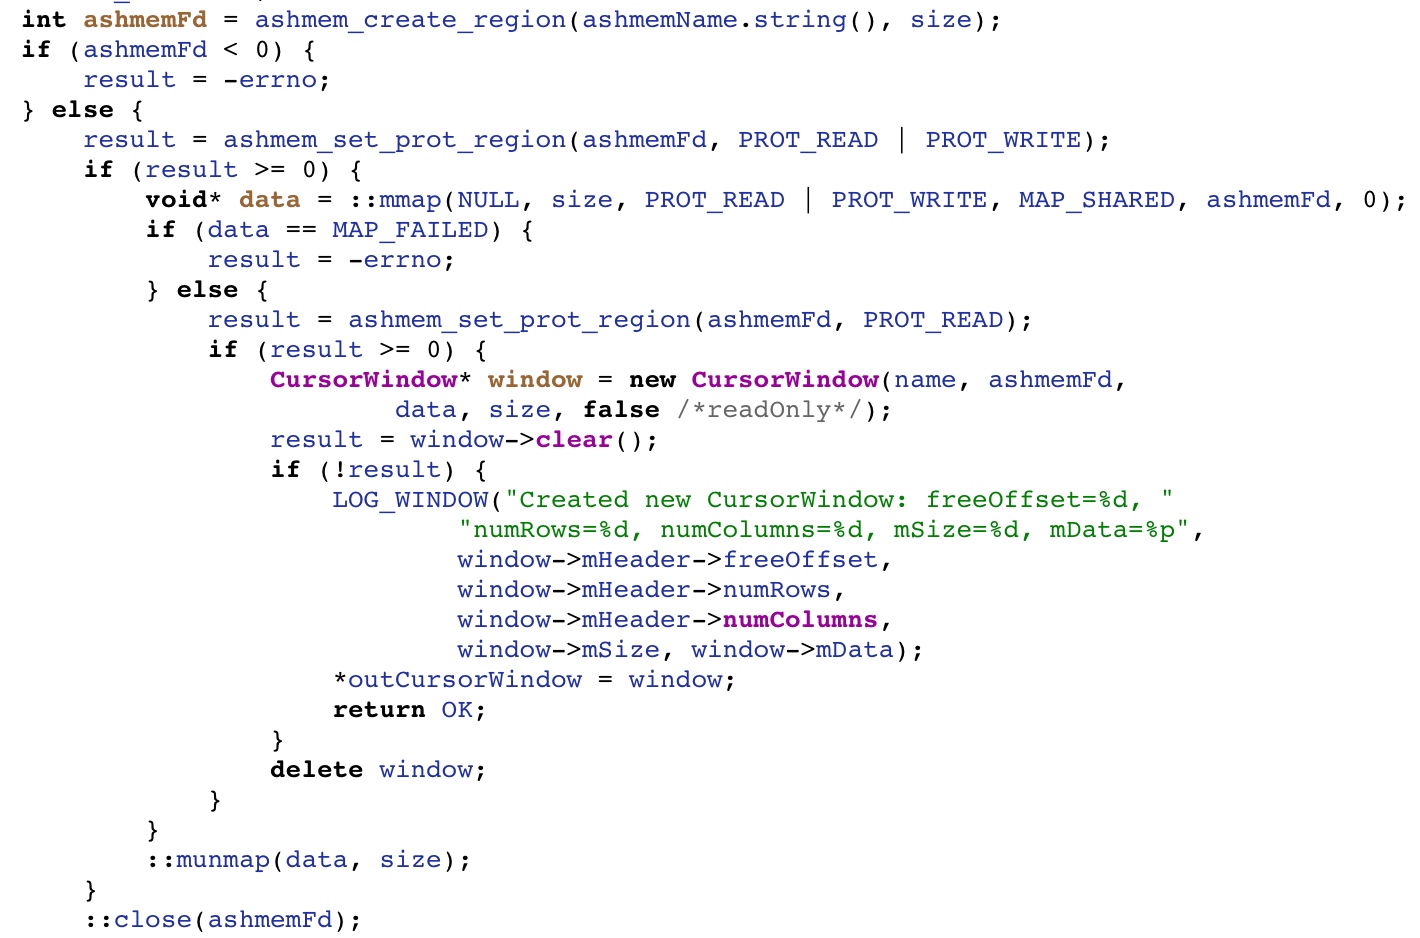 int ashmemFd = ashmem_create_region(ashmemName.string(), size);
if (ashmemFd < 0) {
    result = -errno;
} else {
    result = ashmem_set_prot_region(ashmemFd, PROT_READ | PROT_WRITE);
    if (result >= 0) {
        void* data = ::mmap(NULL, size, PROT_READ | PROT_WRITE, MAP_SHARED, ashmemFd, 0);
        if (data == MAP_FAILED) {
            result = -errno;
        } else {
            result = ashmem_set_prot_region(ashmemFd, PROT_READ);
            if (result >= 0) {
                CursorWindow* window = new CursorWindow(name, ashmemFd,
                        data, size, false /*readOnly*/);
                result = window->clear();
                if (!result) {
                    LOG_WINDOW("Created new CursorWindow: freeOffset=%d, "
                            "numRows=%d, numColumns=%d, mSize=%d, mData=%p",
                            window->mHeader->freeOffset,
                            window->mHeader->numRows,
                            window->mHeader->numColumns,
                            window->mSize, window->mData);
                    *outCursorWindow = window;
                    return OK;
                }
                delete window;
            }
        }
        ::munmap(data, size);
    }
    ::close(ashmemFd);